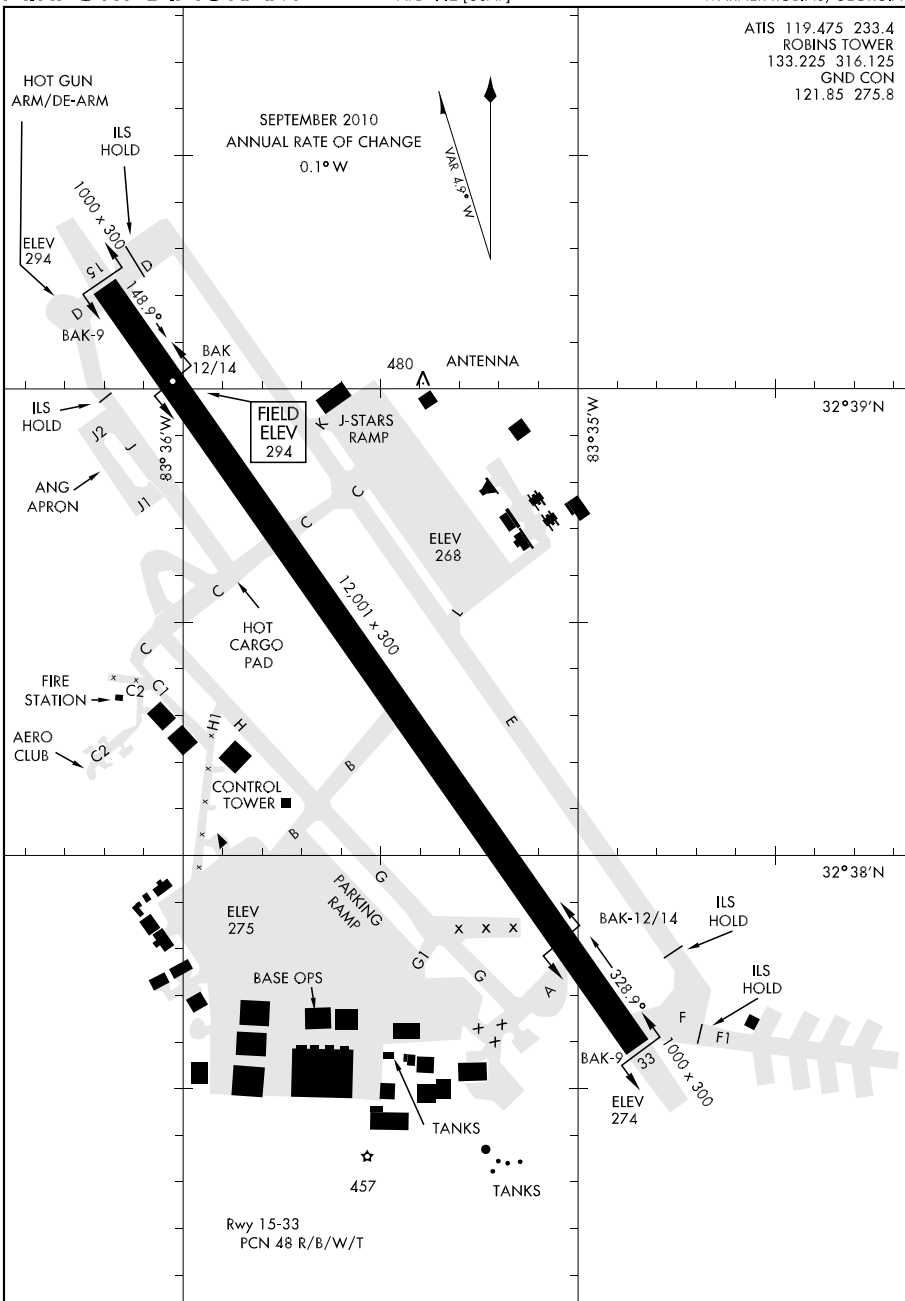 ATIS 119.475 233.4
ROBINS TOWER
133.225 316.125
GND CON
121.85 275.8
HOT GUN
ARM/DE-ARM
ILS
HOLD
SEPTEMBER 2010
ANNUAL RATE OF CHANGE
0.1° W
VAR 4.9° W
1000 x 300
ELEV
294
15
D
D
148.9°
BAK-9
BAK
12/14
480
ANTENNA
ILS
HOLD
FIELD
ELEV
294
K
J-STARS
RAMP
32°39'N
83°36'W
83°35'W
J2
J
J1
ANG
APRON
C
C
ELEV
268
C
HOT
CARGO
PAD
12,001 x 300
L
C
FIRE
STATION
C2
C1
AERO
CLUB
C2
H1
H
E
B
CONTROL
TOWER
B
32°38'N
G
PARKING
RAMP
ELEV
275
x x x
BAK-12/14
ILS
HOLD
G1
G
A
328.9°
BASE OPS
ILS
HOLD
F
F1
BAK-9
33
1000 x 300
ELEV
274
TANKS
457
TANKS
Rwy 15-33
PCN 48 R/B/W/T